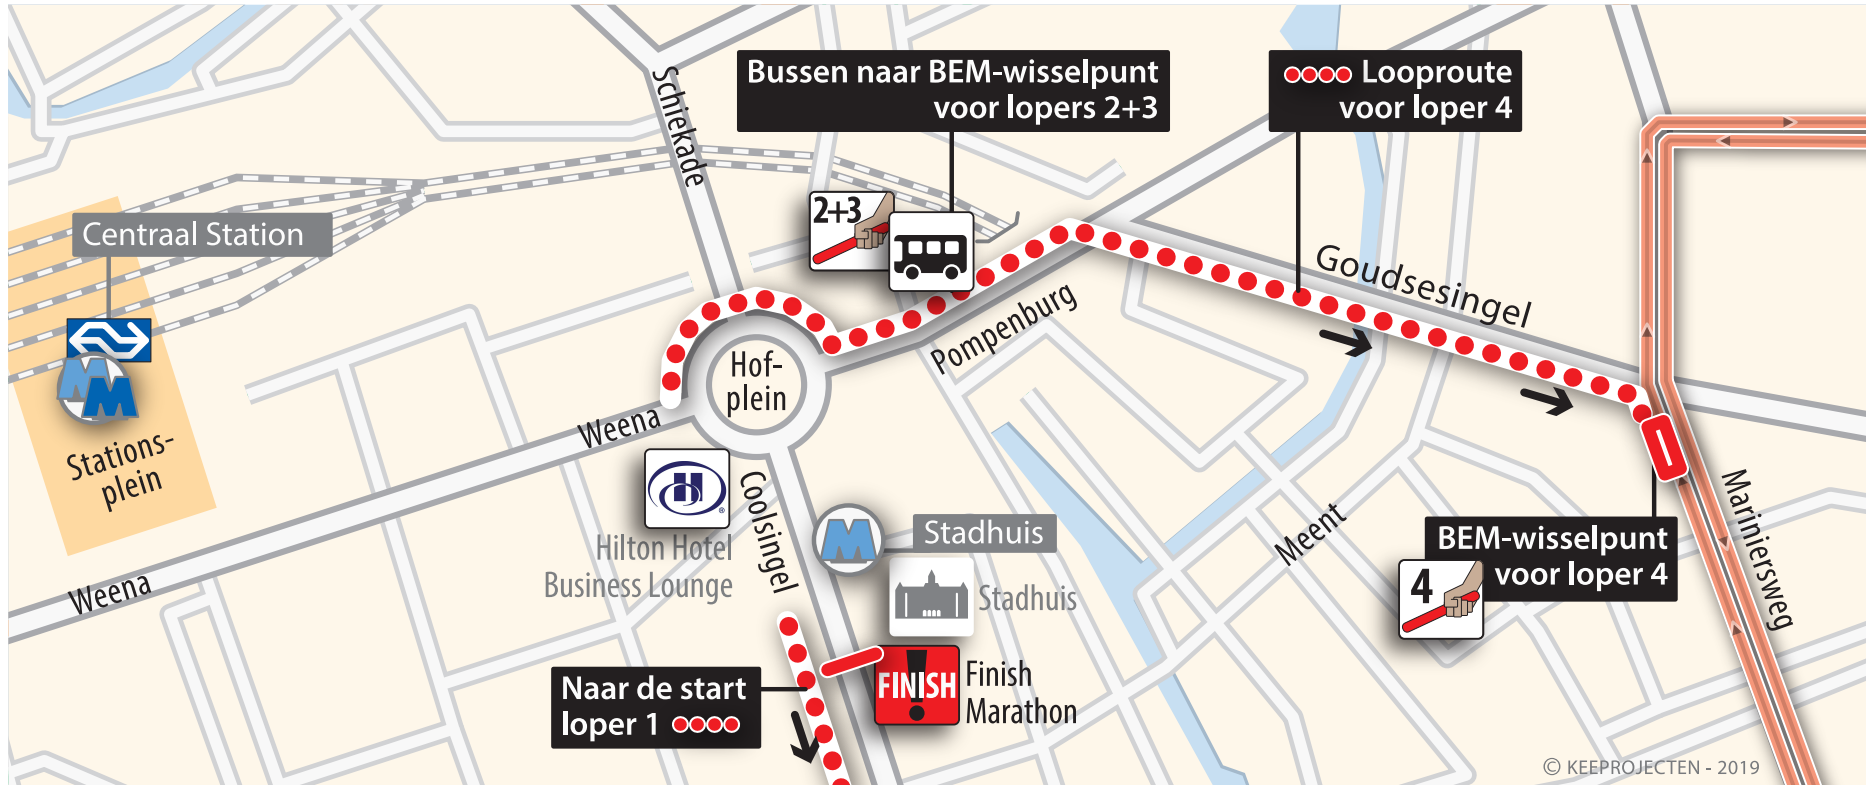 Bussen naar BEM-wisselpunt
voor lopers 2+3
Looproute
voor loper 4
Schiekade
2+3
Centraal Station
Goudsesingel
Pompenburg
Hof-
plein
Weena
M
M
Stations-
plein
H
Coolsingel
M
Stadhuis
Hilton Hotel
Business Lounge
Stadhuis
Meent
Mariniersweg
BEM-wisselpunt
voor loper 4
4
Weena
Naar de start
loper 1
FINISH
Finish
Marathon
© KEEPROJECTEN - 2019